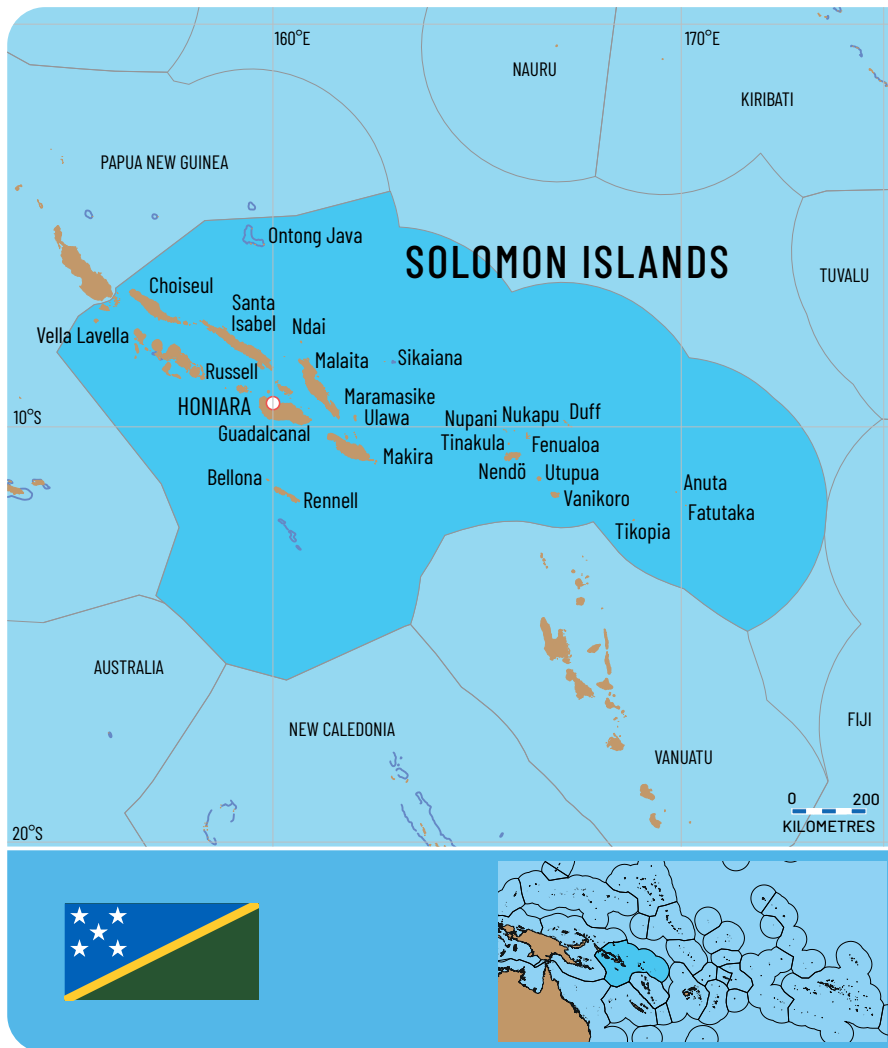 160°E
170°E
NAURU
KIRIBATI
PAPUA NEW GUINEA
Ontong Java
SOLOMON ISLANDS
TUVALU
Choiseul
Santa
Isabel
Ndai
Vella Lavella
Malaita
Sikaiana
Russell
Maramasike
HONIARA
Ulawa
Nupani
Nukapu
Duff
10°S
Guadalcanal
Tinakula
Fenualoa
Makira
Nendö
Utupua
Bellona
Rennell
Vanikoro
Anuta
Fatutaka
Tikopia
AUSTRALIA
NEW CALEDONIA
FIJI
VANUATU
0 200
KILOMETRES
20°S